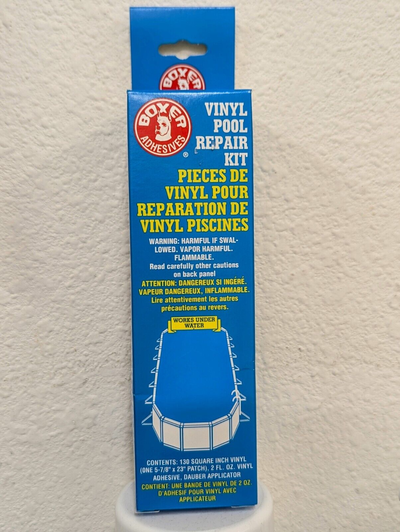 BOXER
ADHESIVES
BOXER
ADHESIVES
®
VINYL
POOL
REPAIR
KIT
PIECES DE
VINYL POUR
REPARATION DE
VINYL PISCINES
WARNING: HARMFUL IF SWAL-
LOWED. VAPOR HARMFUL.
FLAMMABLE.
Read carefully other cautions
on back panel
ATTENTION: DANGEREUX SI INGÉRÉ.
VAPEUR DANGEREUX, INFLAMMABLE.
Lire attentivement les autres
précautions au revers.
WORKS UNDER
WATER
CONTENTS: 130 SQUARE INCH VINYL
(ONE 5-7/8" x 23" PATCH), 2 FL. OZ. VINYL
ADHESIVE, DAUBER APPLICATOR
CONTIENT: UNE BANDE DE VINYL DE 2 OZ.
D'ADHESIF POUR VINYL AVEC
APPLICATEUR